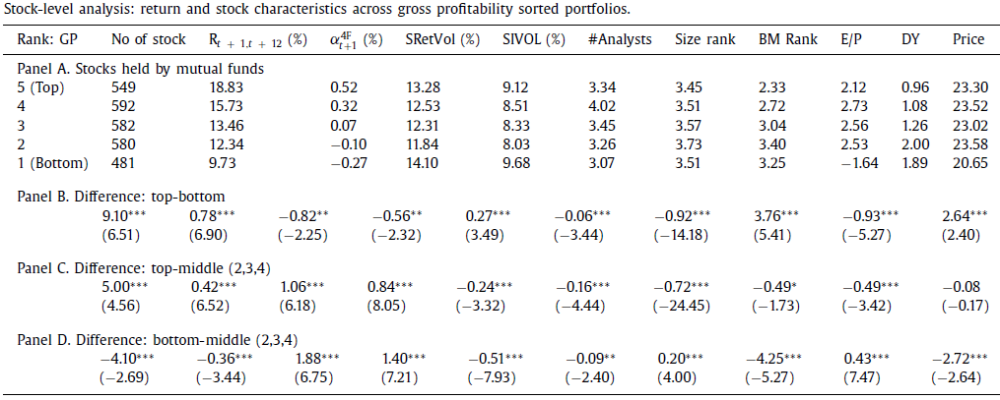 Stock-level analysis: return and stock characteristics across gross profitability sorted portfolios.
Rank: GP No of stock R_{t + 1,t + 12} (%) α^{4F}_{t+1} (%) SRetVol (%) SIVOL (%) #Analysts Size rank BM Rank E/P DY Price
Panel A. Stocks held by mutual funds
5 (Top) 549 18.83 0.52 13.28 9.12 3.34 3.45 2.33 2.12 0.96 23.30
4 592 15.73 0.32 12.53 8.51 4.02 3.51 2.72 2.73 1.08 23.52
3 582 13.46 0.07 12.31 8.33 3.45 3.57 3.04 2.56 1.26 23.02
2 580 12.34 −0.10 11.84 8.03 3.26 3.73 3.40 2.53 2.00 23.58
1 (Bottom) 481 9.73 −0.27 14.10 9.68 3.07 3.51 3.25 −1.64 1.89 20.65
Panel B. Difference: top-bottom
9.10*** 0.78*** −0.82** −0.56** 0.27*** −0.06*** −0.92*** 3.76*** −0.93*** 2.64***
(6.51) (6.90) (−2.25) (−2.32) (3.49) (−3.44) (−14.18) (5.41) (−5.27) (2.40)
Panel C. Difference: top-middle (2,3,4)
5.00*** 0.42*** 1.06*** 0.84*** −0.24*** −0.16*** −0.72*** −0.49* −0.49*** −0.08
(4.56) (6.52) (6.18) (8.05) (−3.32) (−4.44) (−24.45) (−1.73) (−3.42) (−0.17)
Panel D. Difference: bottom-middle (2,3,4)
−4.10*** −0.36*** 1.88*** 1.40*** −0.51*** −0.09** 0.20*** −4.25*** 0.43*** −2.72***
(−2.69) (−3.44) (6.75) (7.21) (−7.93) (−2.40) (4.00) (−5.27) (7.47) (−2.64)